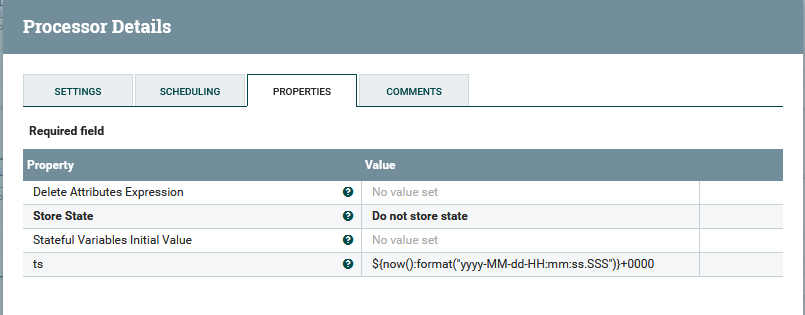 Processor Details
SETTINGS SCHEDULING PROPERTIES COMMENTS
Required field
Property Value
Delete Attributes Expression ? No value set
Store State ? Do not store state
Stateful Variables Initial Value ? No value set
ts ? ${now():format("yyyy-MM-dd-HH:mm:ss.SSS")}+0000